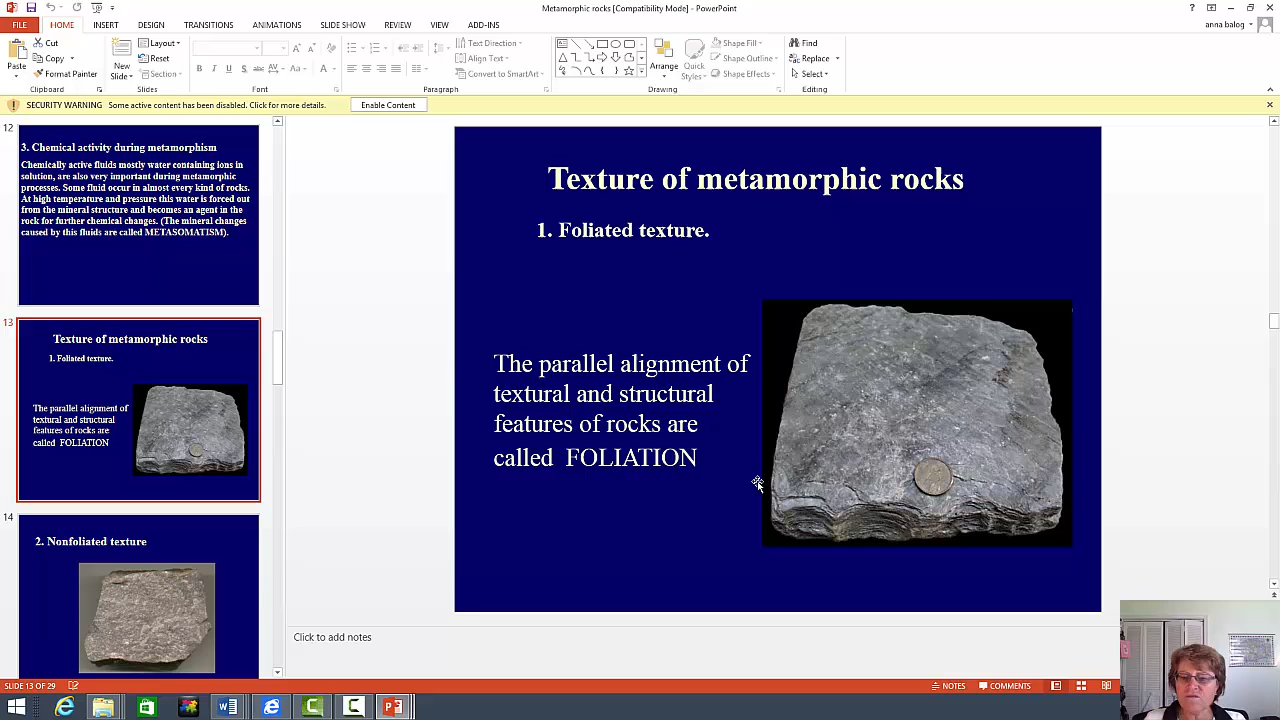 Metamorphic rocks [Compatibility Mode] - PowerPoint
FILE HOME INSERT DESIGN TRANSITIONS ANIMATIONS SLIDE SHOW REVIEW VIEW ADD-INS anna balog
Cut
Copy
Format Painter
Paste
Clipboard
New Slide
Layout
Reset
Section
Slides
Font
Text Direction
Align Text
Convert to SmartArt
Paragraph
Arrange
Quick Styles
Shape Fill
Shape Outline
Shape Effects
Drawing
Find
Replace
Select
Editing
SECURITY WARNING Some active content has been disabled. Click for more details. Enable Content
12
3. Chemical activity during metamorphism
Chemically active fluids mostly water containing ions in
solution, are also very important during metamorphic
processes. Some fluid occur in almost every kind of rocks.
At high temperature and pressure this water is forced out
from the mineral structure and becomes an agent in the
rock for further chemical changes. (The mineral changes
caused by this fluids are called METASOMATISM).
13
Texture of metamorphic rocks
1. Foliated texture.
The parallel alignment of
textural and structural
features of rocks are
called FOLIATION
14
2. Nonfoliated texture
Texture of metamorphic rocks
1. Foliated texture.
The parallel alignment of
textural and structural
features of rocks are
called FOLIATION
Click to add notes
SLIDE 13 OF 29 NOTES COMMENTS